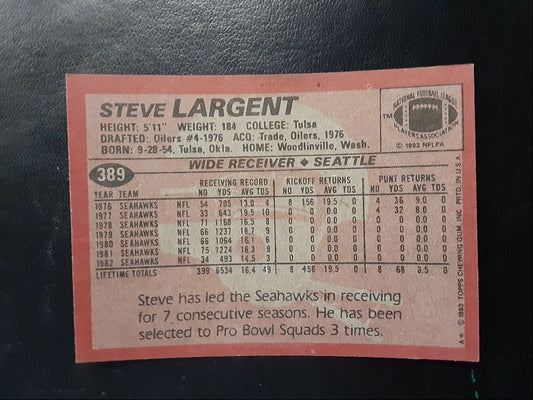 STEVE LARGENT
HEIGHT: 5'11" WEIGHT: 184 COLLEGE: Tulsa
DRAFTED: Oilers #4-1976 ACQ: Trade, Oilers, 1976
BORN: 9-28-54, Tulsa, Okla. HOME: Woodinville, Wash.
NATIONAL FOOTBALL LEAGUE
PLAYERS ASSOCIATION
TM
© 1983 NFLPA
389
WIDE RECEIVER ◆ SEATTLE
RECEIVING RECORD KICKOFF RETURNS PUNT RETURNS
YEAR TEAM NO YDS AVG TDS NO YDS AVG TDS NO YDS AVG TDS
1976 SEAHAWKS NFL 54 705 13.0 4 8 156 19.5 0 4 36 9.0 0
1977 SEAHAWKS NFL 33 643 19.5 10 0 0 0 0 4 32 8.0 0
1978 SEAHAWKS NFL 71 1168 16.5 8 0 0 0 0 0 0 0 0
1979 SEAHAWKS NFL 66 1237 18.7 9 0 0 0 0 0 0 0 0
1980 SEAHAWKS NFL 66 1064 16.1 6 0 0 0 0 0 0 0 0
1981 SEAHAWKS NFL 75 1224 16.3 9 0 0 0 0 0 0 0 0
1982 SEAHAWKS NFL 34 493 14.5 3 0 0 0 0 0 0 0 0
LIFETIME TOTALS 399 6534 16.4 49 8 156 19.5 0 8 68 8.5 0
Steve has led the Seahawks in receiving
for 7 consecutive seasons. He has been
selected to Pro Bowl Squads 3 times.
A-★ © 1983 TOPPS CHEWING GUM, INC. PRTD. IN U.S.A.